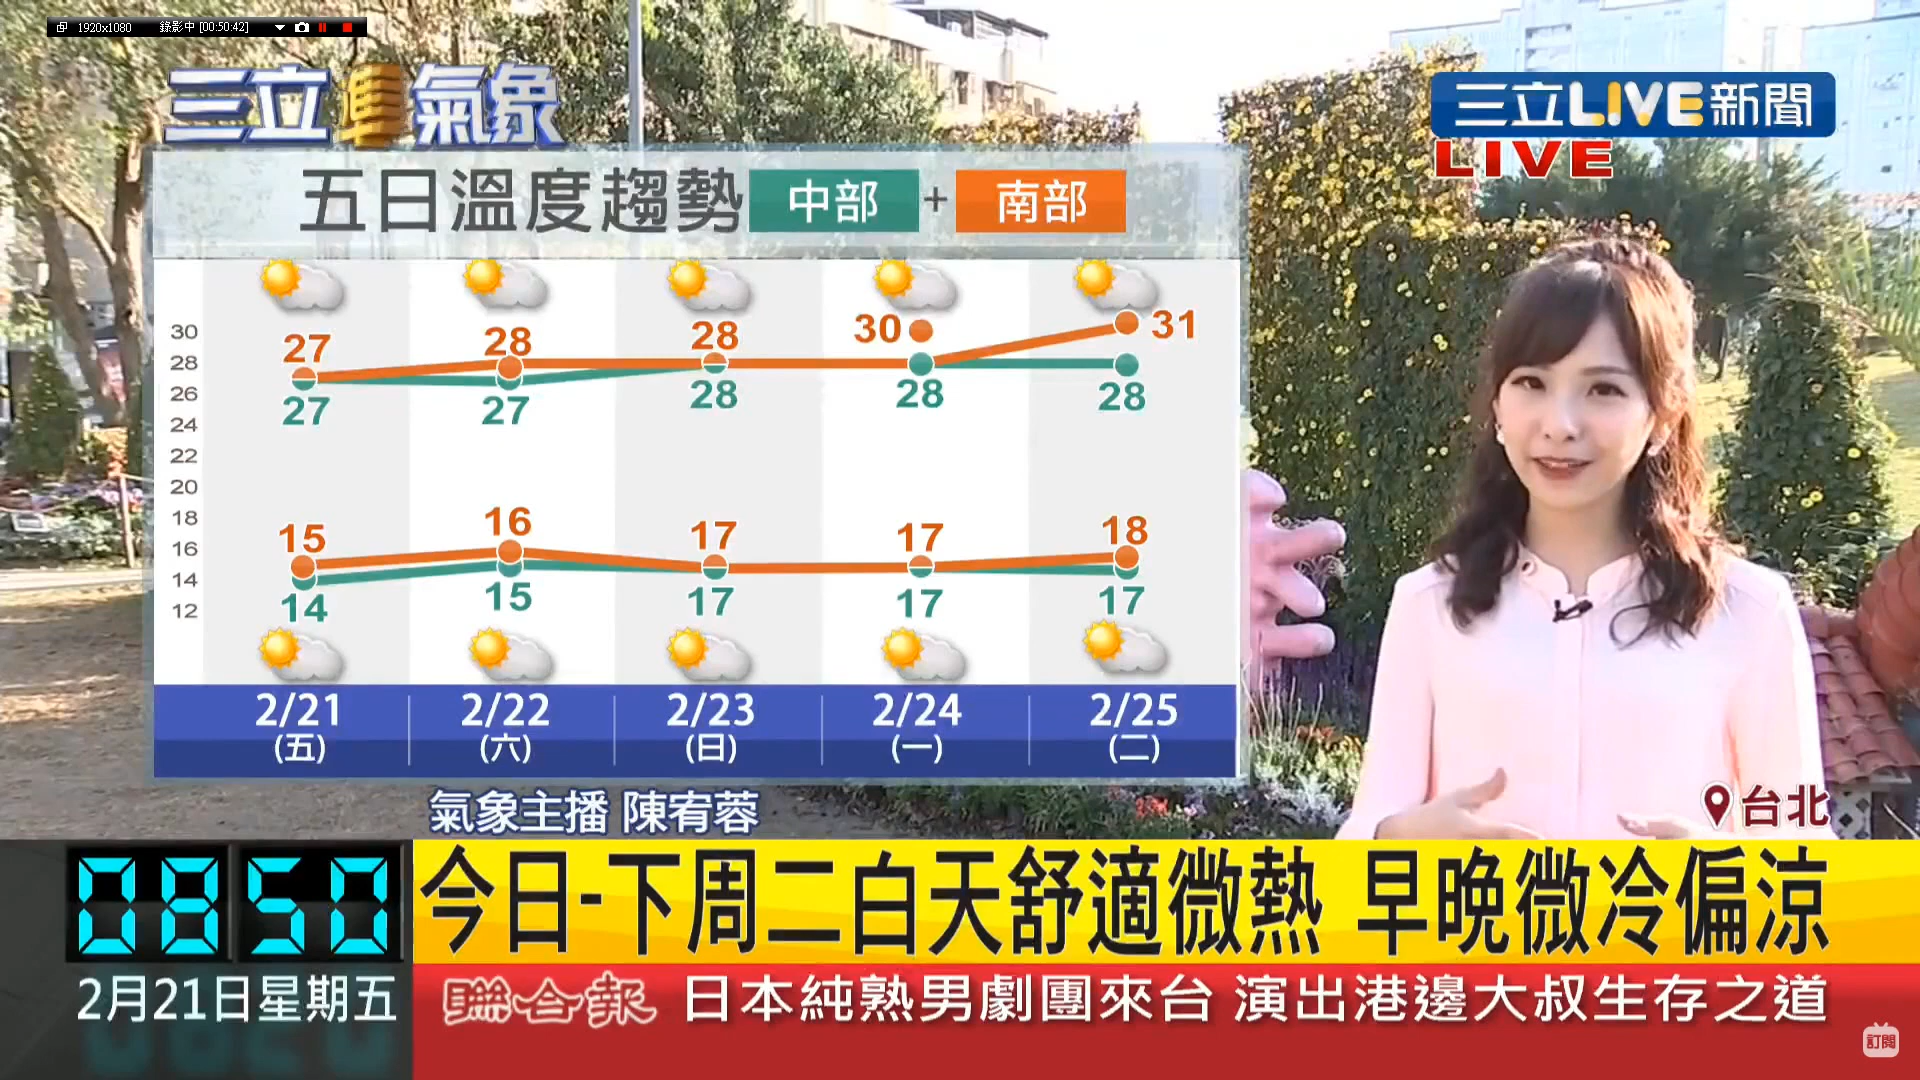 1920x1080 錄影中 [00:50:42]
三立準氣象
三立LIVE新聞
LIVE
五日溫度趨勢 中部 + 南部
30
28
26
24
22
20
18
16
14
12
27 28 28 30 31
27 27 28 28 28
15 16 17 17 18
14 15 17 17 17
2/21 2/22 2/23 2/24 2/25
(五) (六) (日) (一) (二)
氣象主播 陳宥蓉
台北
0850
今日-下周二白天舒適微熱 早晚微冷偏涼
2月21日星期五
聯合報 日本純熟男劇團來台 演出港邊大叔生存之道
訂閱